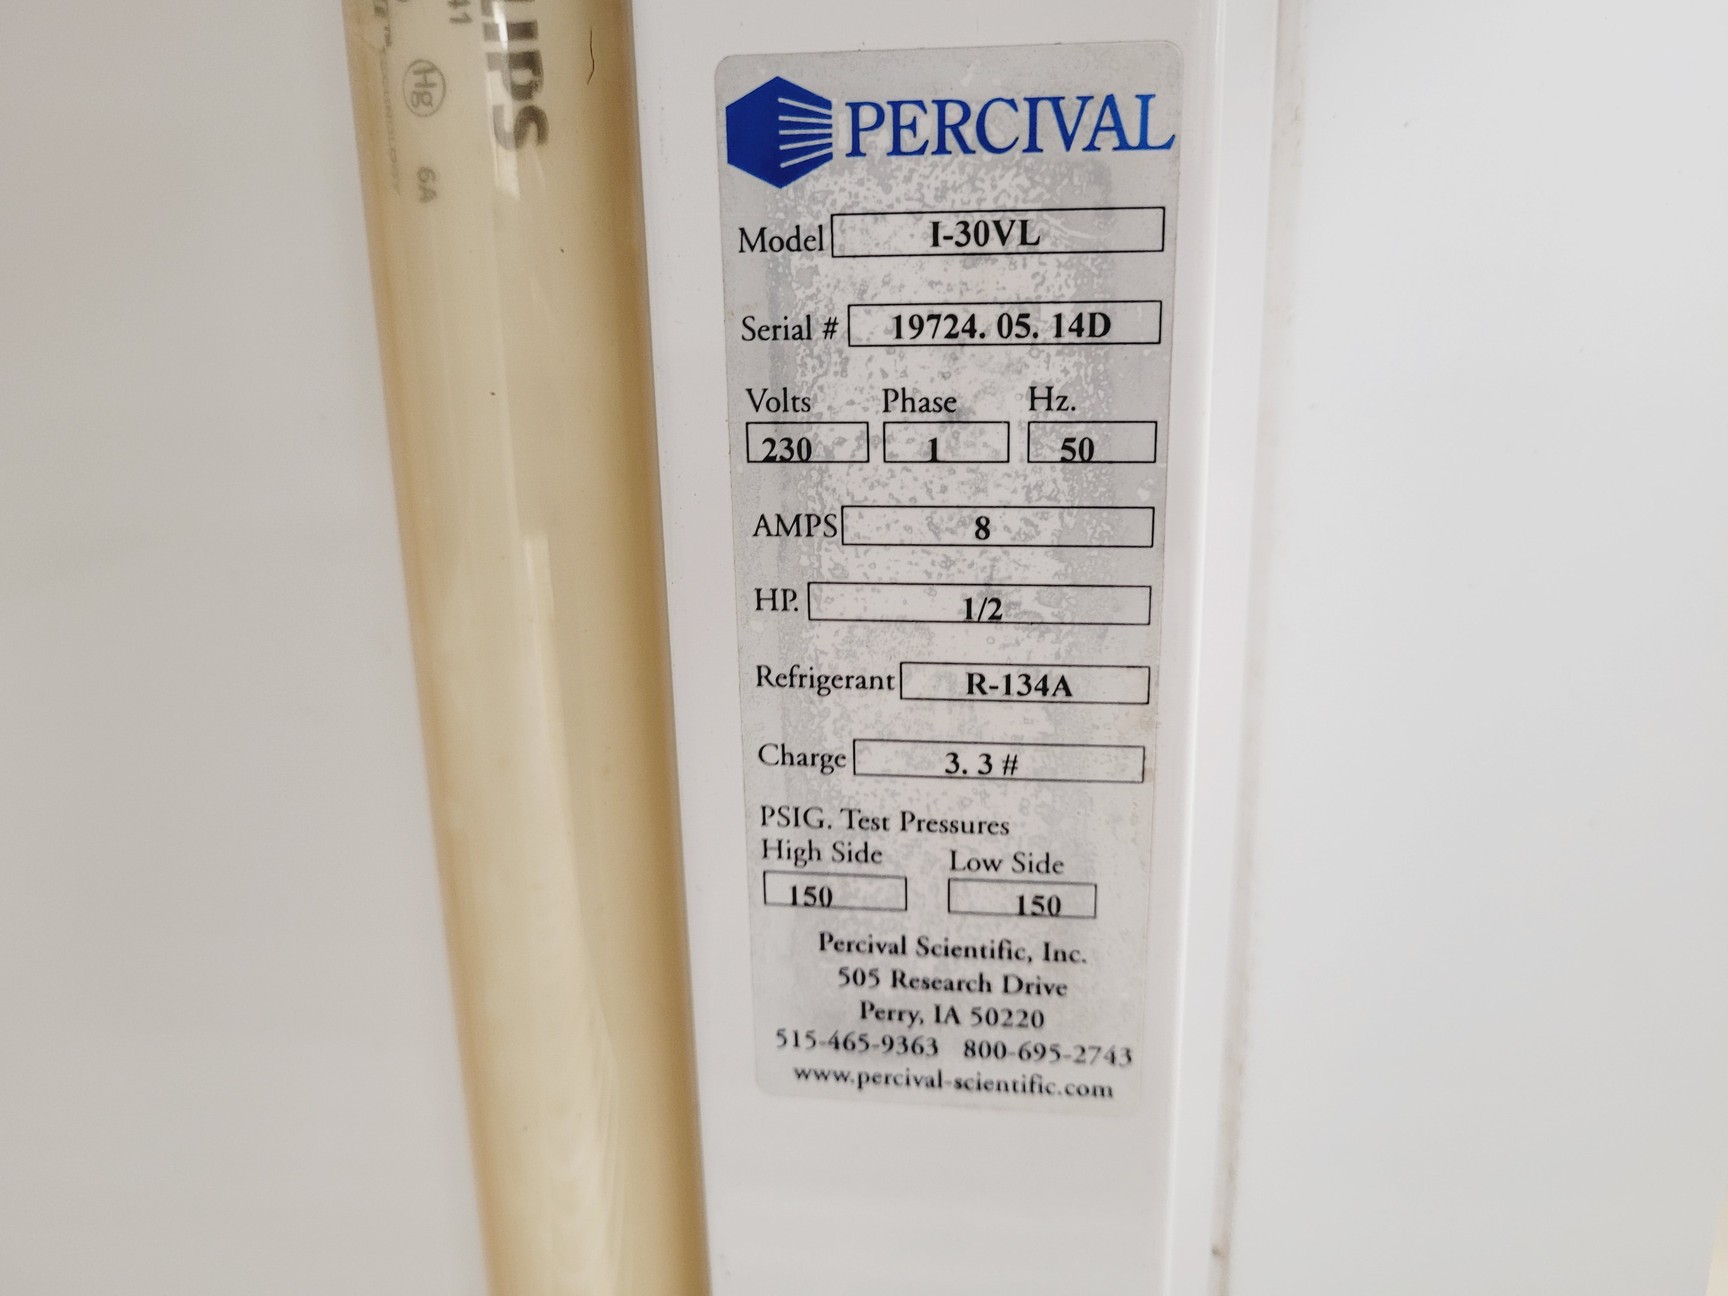 Hg
6A
PERCIVAL
Model I-30VL
Serial # 19724. 05. 14D
Volts Phase Hz.
230 1 50
AMPS 8
HP. 1/2
Refrigerant R-134A
Charge 3. 3 #
PSIG. Test Pressures
High Side Low Side
150 150
Percival Scientific, Inc.
505 Research Drive
Perry, IA 50220
515-465-9363 800-695-2743
www.percival-scientific.com